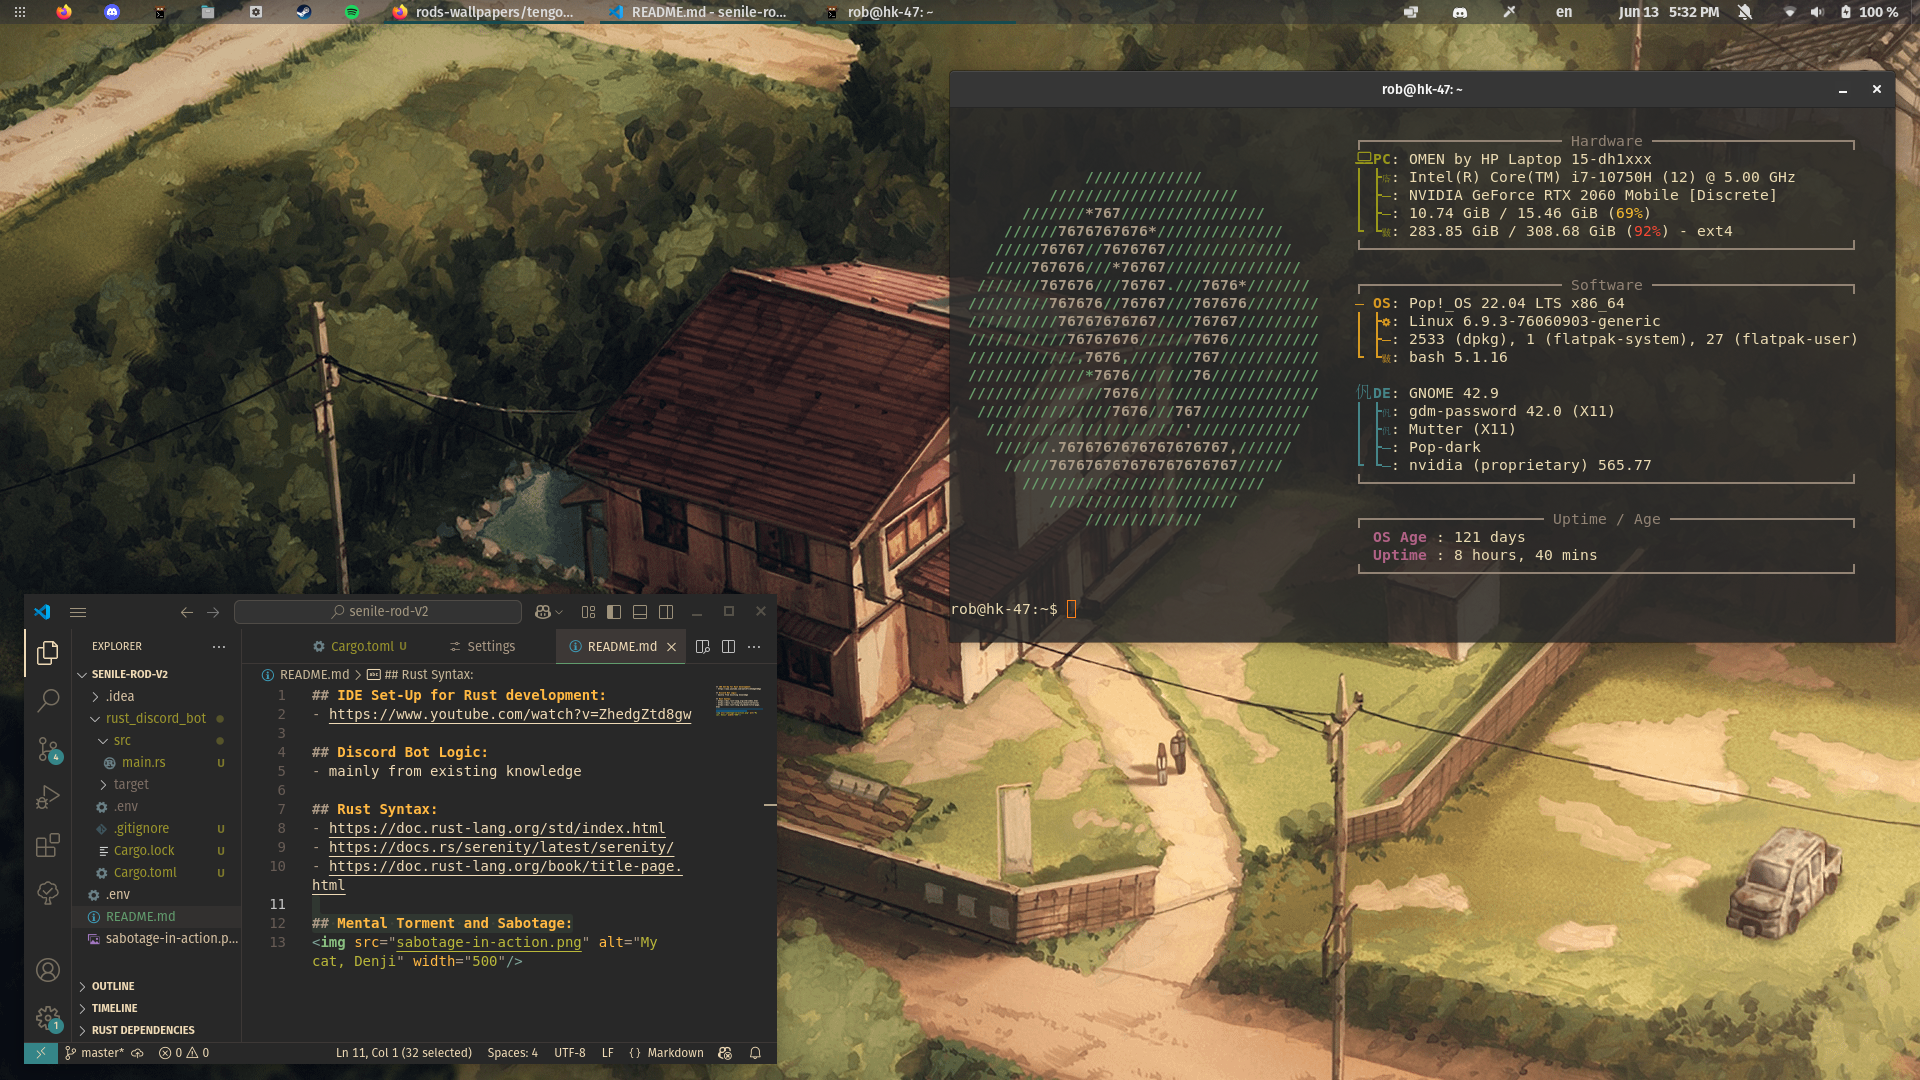 rods-wallpapers/tengo...
README.md - senile-ro...
rob@hk-47: ~
en
Jun 13 5:32 PM
100 %
rob@hk-47: ~
Hardware
PC: OMEN by HP Laptop 15-dh1xxx
: Intel(R) Core(TM) i7-10750H (12) @ 5.00 GHz
: NVIDIA GeForce RTX 2060 Mobile [Discrete]
: 10.74 GiB / 15.46 GiB (69%)
: 283.85 GiB / 308.68 GiB (92%) - ext4
Software
OS: Pop!_OS 22.04 LTS x86_64
: Linux 6.9.3-76060903-generic
: 2533 (dpkg), 1 (flatpak-system), 27 (flatpak-user)
: bash 5.1.16
DE: GNOME 42.9
: gdm-password 42.0 (X11)
: Mutter (X11)
: Pop-dark
: nvidia (proprietary) 565.77
Uptime / Age
OS Age : 121 days
Uptime : 8 hours, 40 mins
rob@hk-47:~$
senile-rod-V2
EXPLORER
SENILE-ROD-V2
.idea
rust_discord_bot
src
main.rs U
target
.env
.gitignore U
Cargo.lock U
Cargo.toml U
.env
README.md
sabotage-in-action.p...
OUTLINE
TIMELINE
RUST DEPENDENCIES
Cargo.toml U
Settings
README.md
README.md > ## Rust Syntax:
1 ## IDE Set-Up for Rust development:
2 - https://www.youtube.com/watch?v=ZhedgZtd8gw
3
4 ## Discord Bot Logic:
5 - mainly from existing knowledge
6
7 ## Rust Syntax:
8 - https://doc.rust-lang.org/std/index.html
9 - https://docs.rs/serenity/latest/serenity/
10 - https://doc.rust-lang.org/book/title-page.
html
11
12 ## Mental Torment and Sabotage:
13 <img src="sabotage-in-action.png" alt="My
cat, Denji" width="500"/>
4
1
master*
0 0
Ln 11, Col 1 (32 selected)
Spaces: 4
UTF-8
LF
{} Markdown